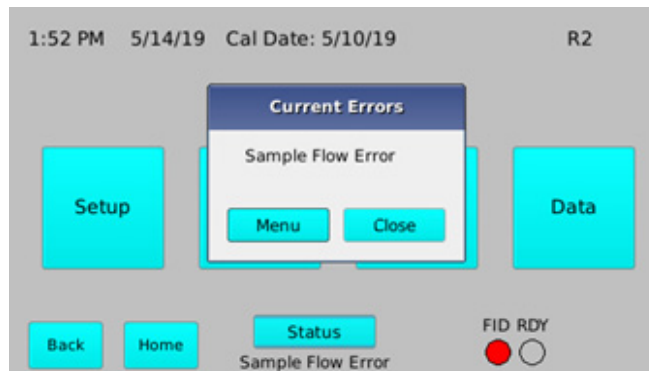 1:52 PM 5/14/19 Cal Date: 5/10/19 R2
Current Errors
Sample Flow Error
Setup
Data
Menu Close
Back Home Status FID RDY
Sample Flow Error